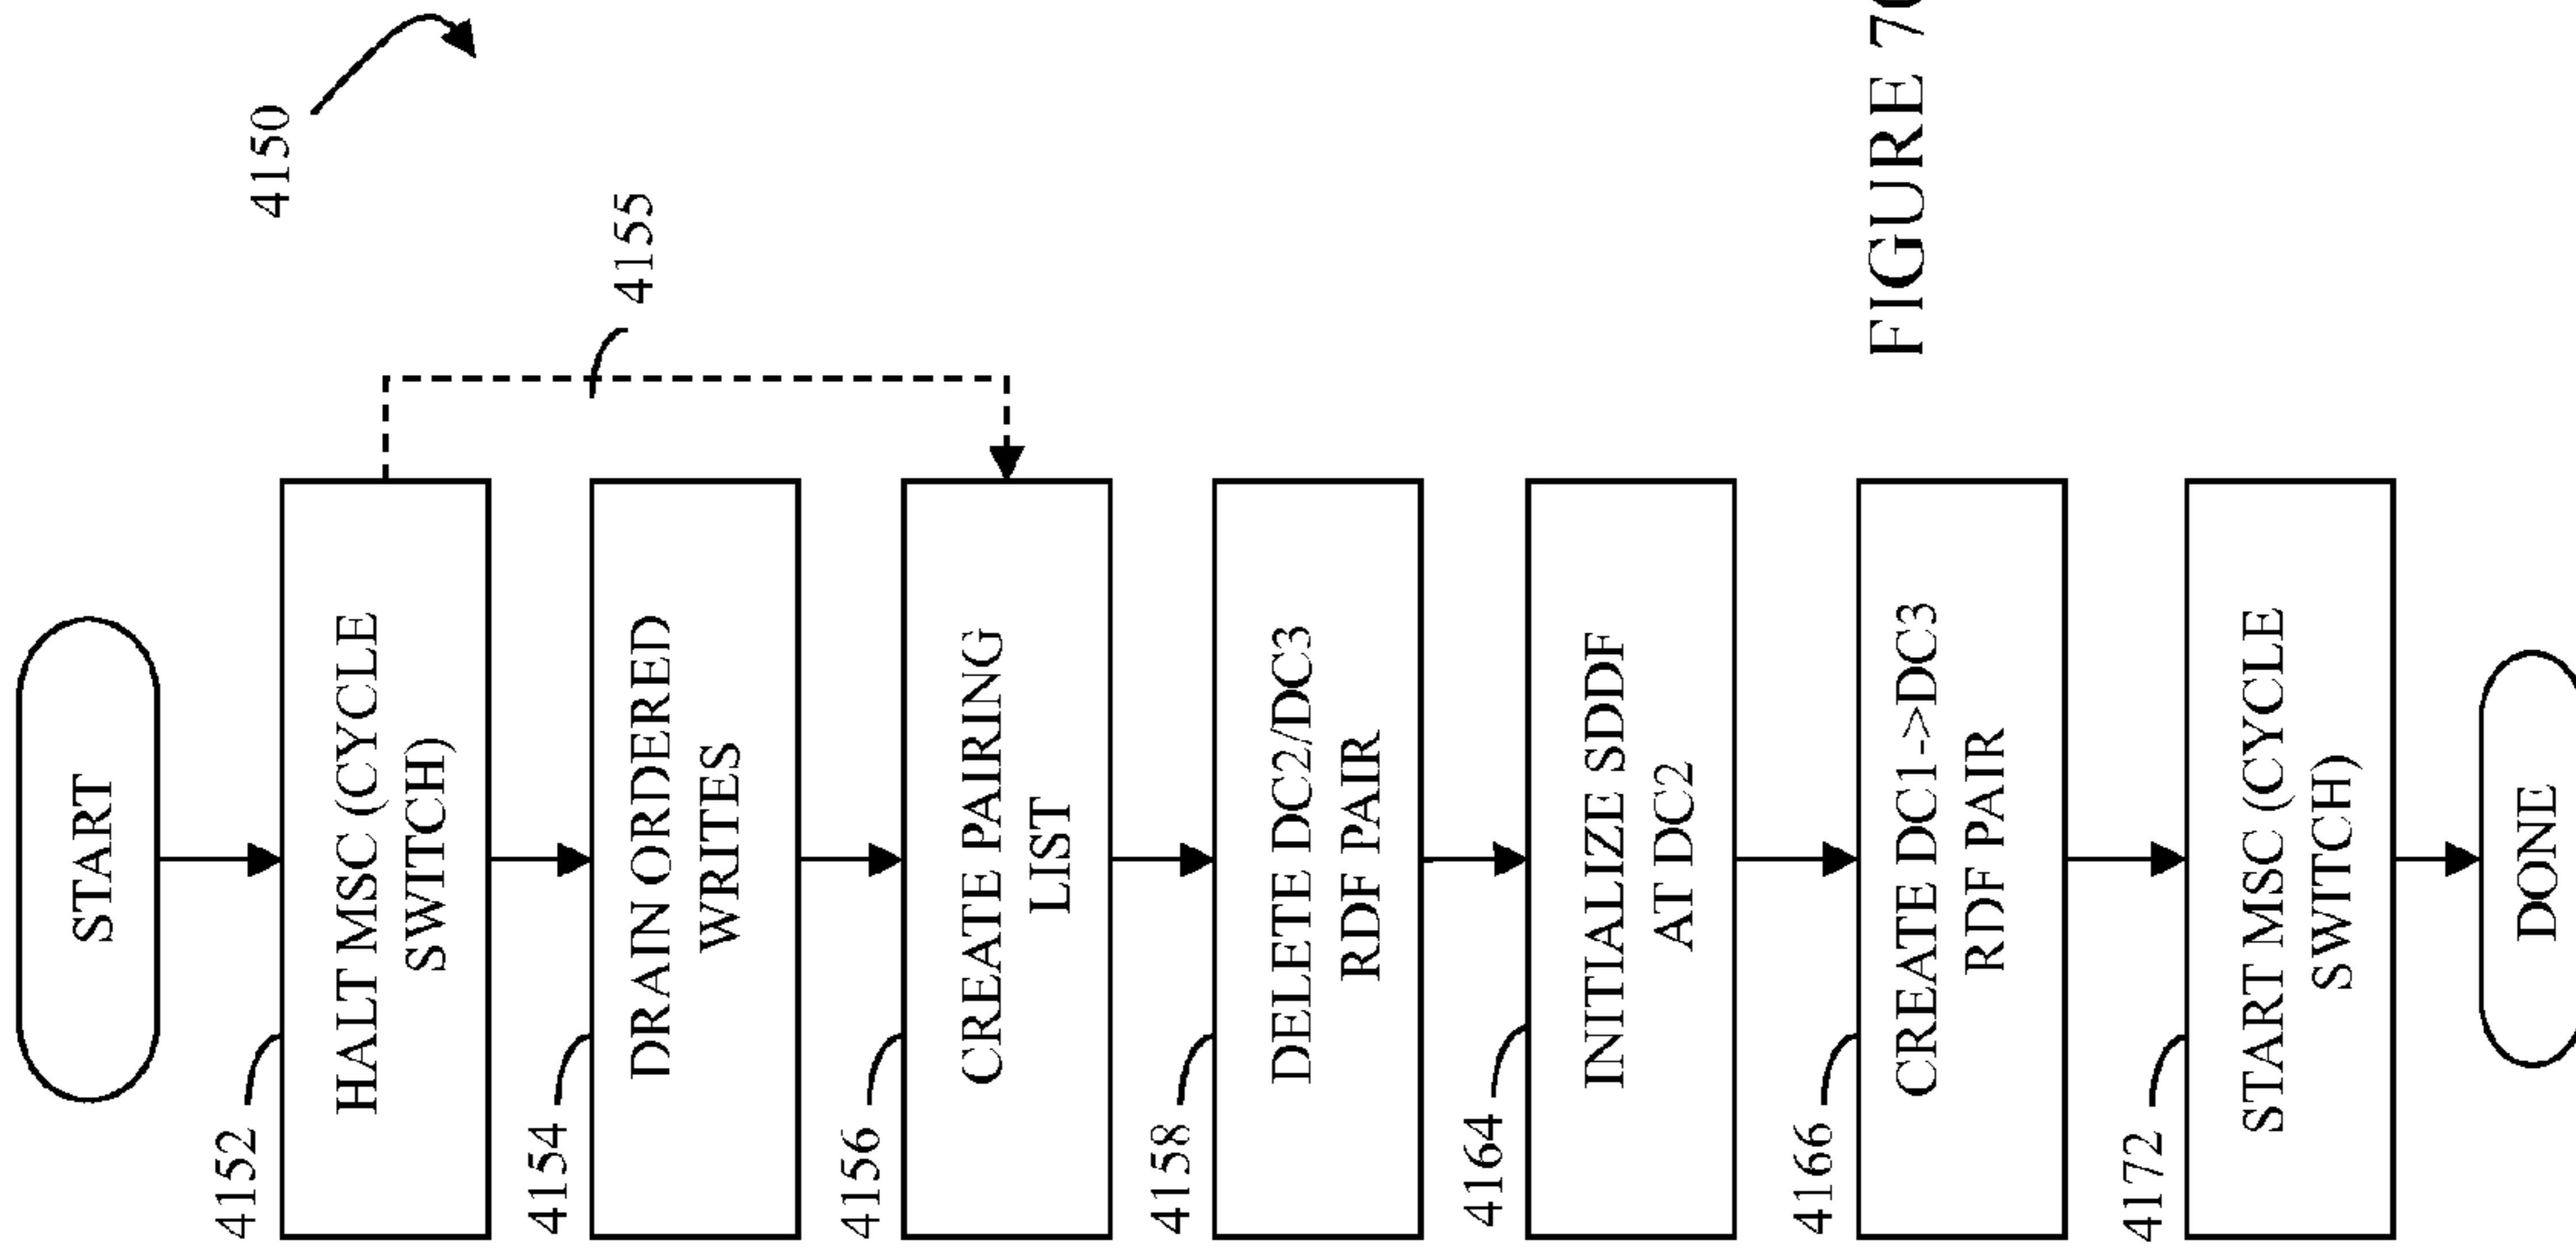 4150
START
4152
HALT MSC (CYCLE
SWITCH)
4154
DRAIN ORDERED
WRITES
4155
4156
CREATE PAIRING
LIST
4158
DELETE DC2/DC3
RDF PAIR
4164
INITIALIZE SDDF
AT DC2
4166
CREATE DC1->DC3
RDF PAIR
4172
START MSC (CYCLE
SWITCH)
DONE
FIGURE